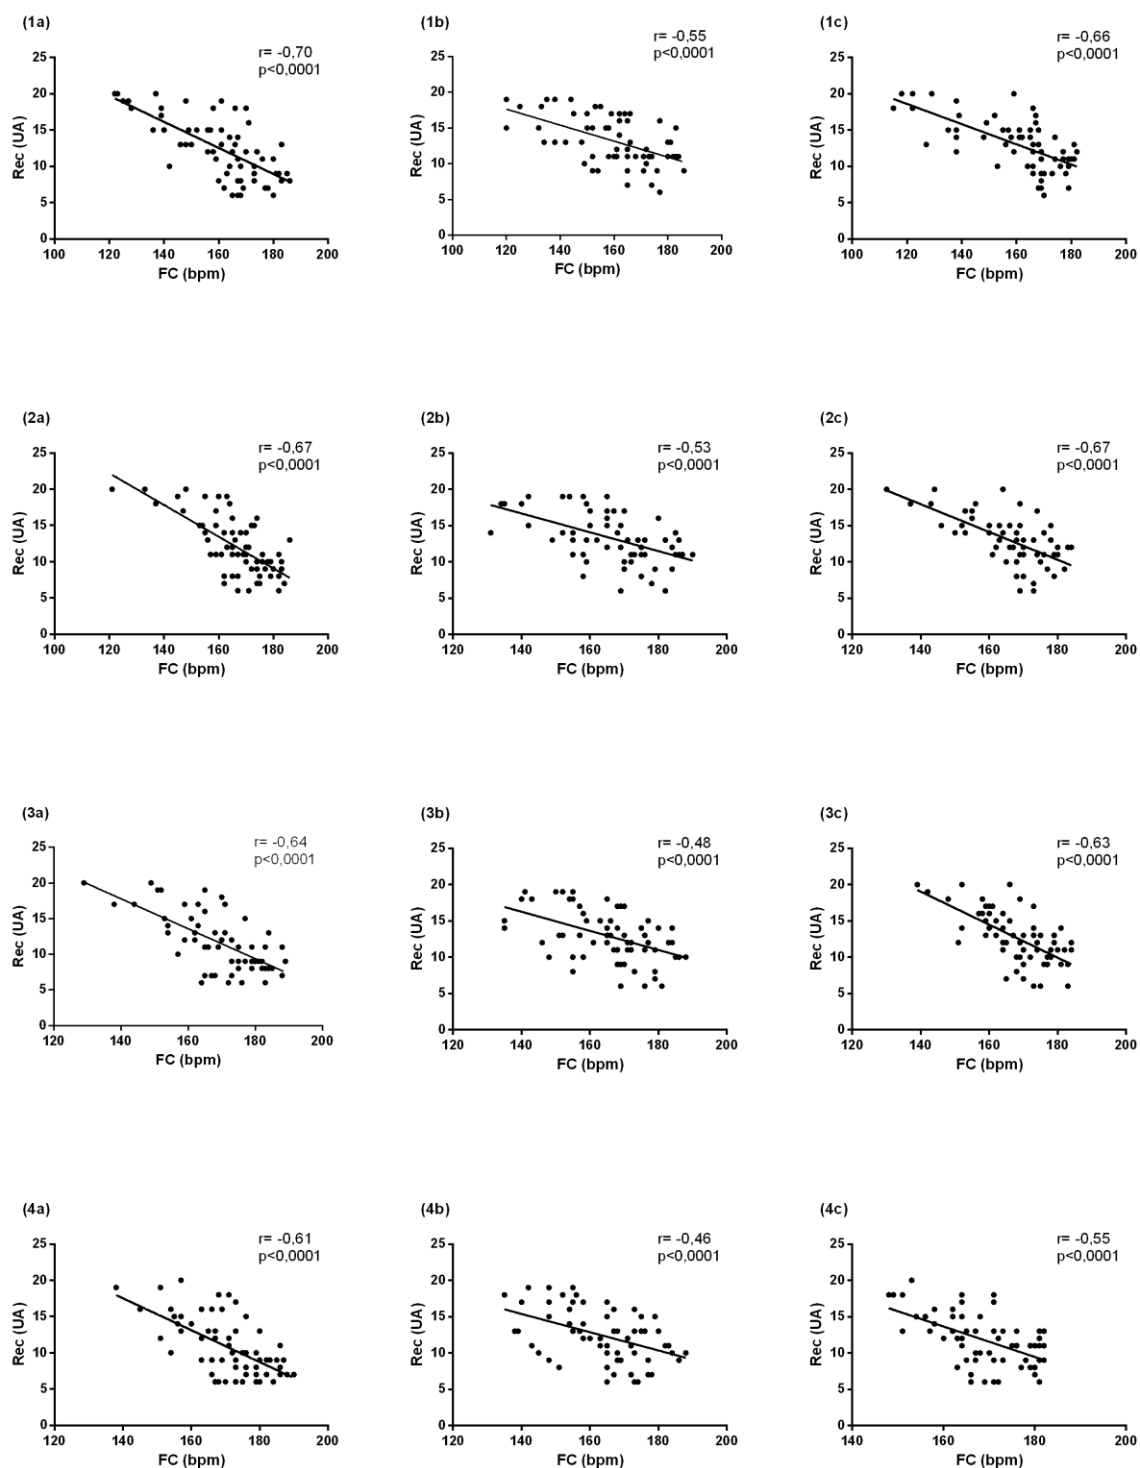 (1a)
r= -0,70
p<0,0001
25
20
15
10
5
0
Rec (UA)
100 120 140 160 180 200
FC (bpm)
(1b)
r= -0,55
p<0,0001
25
20
15
10
5
0
Rec (UA)
100 120 140 160 180 200
FC (bpm)
(1c)
r= -0,66
p<0,0001
25
20
15
10
5
0
Rec (UA)
100 120 140 160 180 200
FC (bpm)
(2a)
r= -0,67
p<0,0001
25
20
15
10
5
0
Rec (UA)
100 120 140 160 180 200
FC (bpm)
(2b)
r= -0,53
p<0,0001
25
20
15
10
5
0
Rec (UA)
120 140 160 180 200
FC (bpm)
(2c)
r= -0,67
p<0,0001
25
20
15
10
5
0
Rec (UA)
120 140 160 180 200
FC (bpm)
(3a)
r= -0,64
p<0,0001
25
20
15
10
5
0
Rec (UA)
120 140 160 180 200
FC (bpm)
(3b)
r= -0,48
p<0,0001
25
20
15
10
5
0
Rec (UA)
120 140 160 180 200
FC (bpm)
(3c)
r= -0,63
p<0,0001
25
20
15
10
5
0
Rec (UA)
120 140 160 180 200
FC (bpm)
(4a)
r= -0,61
p<0,0001
25
20
15
10
5
0
Rec (UA)
120 140 160 180 200
FC (bpm)
(4b)
r= -0,46
p<0,0001
25
20
15
10
5
0
Rec (UA)
120 140 160 180 200
FC (bpm)
(4c)
r= -0,55
p<0,0001
25
20
15
10
5
0
Rec (UA)
140 160 180 200
FC (bpm)